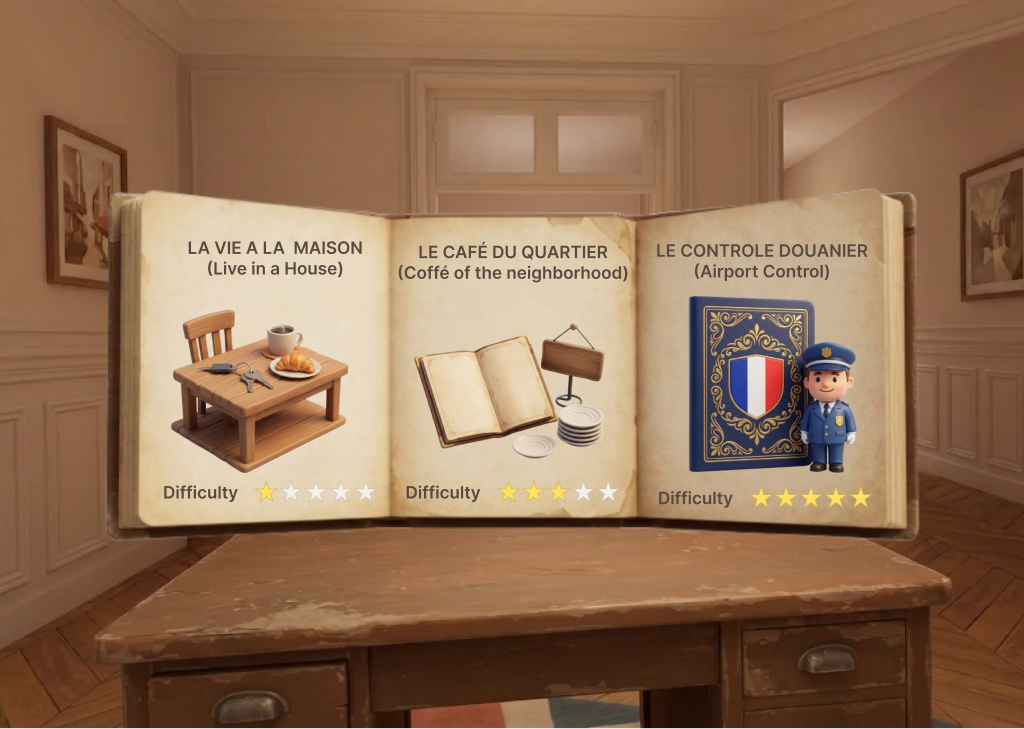 LA VIE A LA MAISON
(Live in a House)
Difficulty
LE CAFÉ DU QUARTIER
(Coffé of the neighborhood)
Difficulty
LE CONTROLE DOUANIER
(Airport Control)
Difficulty